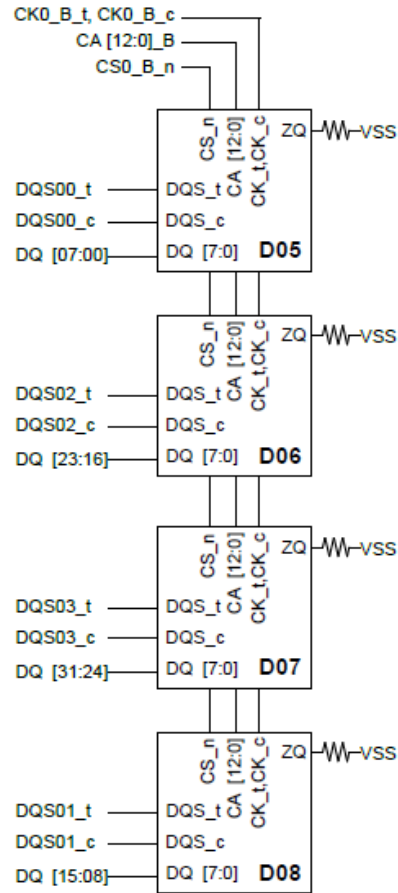 CK0_B_t, CK0_B_c
CA [12:0]_B
CS0_B_n
CS_n
CA [12:0]
CK_t,CK_c
ZQ
VSS
DQS00_t
DQS_t
DQS00_c
DQS_c
DQ [07:00]
DQ [7:0]
D05
CS_n
CA [12:0]
CK_t,CK_c
ZQ
VSS
DQS02_t
DQS_t
DQS02_c
DQS_c
DQ [23:16]
DQ [7:0]
D06
CS_n
CA [12:0]
CK_t,CK_c
ZQ
VSS
DQS03_t
DQS_t
DQS03_c
DQS_c
DQ [31:24]
DQ [7:0]
D07
CS_n
CA [12:0]
CK_t,CK_c
ZQ
VSS
DQS01_t
DQS_t
DQS01_c
DQS_c
DQ [15:08]
DQ [7:0]
D08